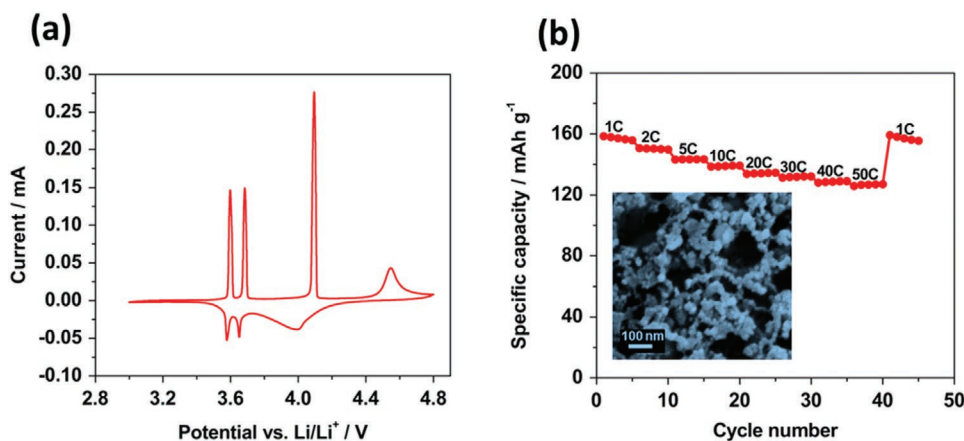 (a)
0.30
0.25
0.20
0.15
0.10
0.05
0.00
-0.05
-0.10
Current / mA
2.8 3.2 3.6 4.0 4.4 4.8
Potential vs. Li/Li⁺ / V
(b)
200
160
120
80
40
0
Specific capacity / mAh g⁻¹
1C 2C 5C 10C 20C 30C 40C 50C 1C
100 nm
0 10 20 30 40 50
Cycle number